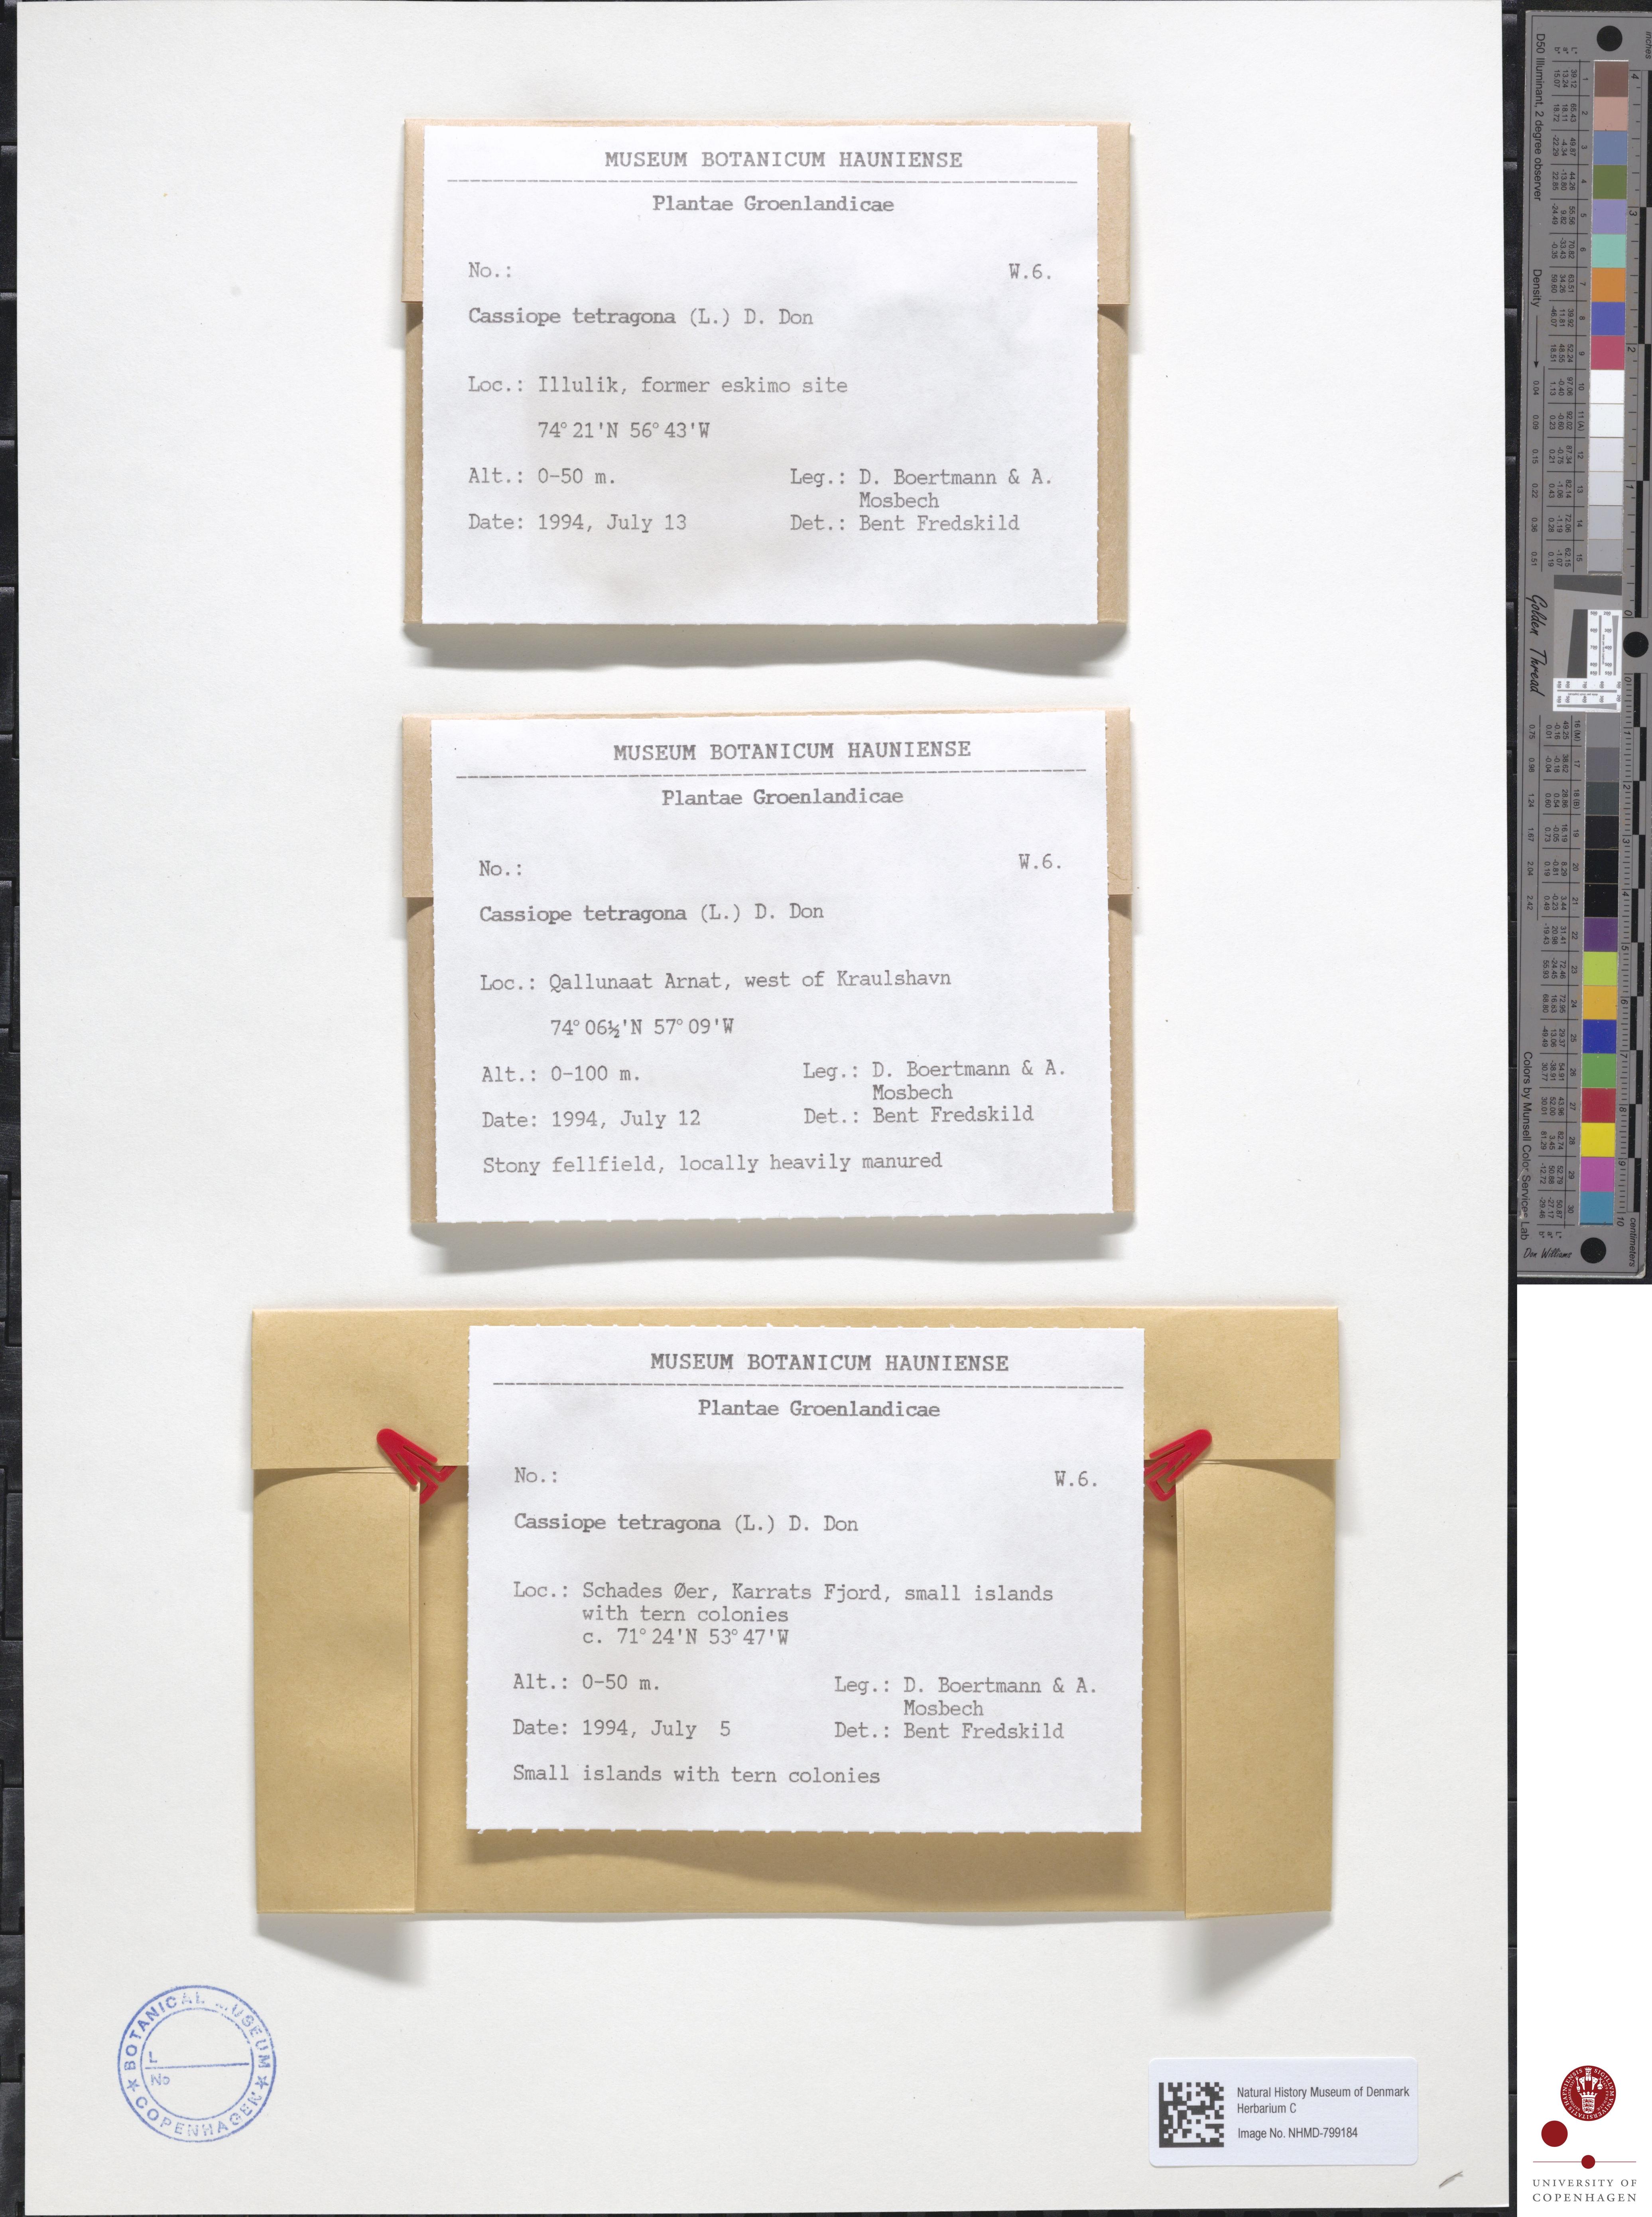 MUSEUM BOTANICUM HAUNIENSE
Plantae Groenlandicae
No.: W.6.
Cassiope tetragona (L.) D. Don
Loc.: Illulik, former eskimo site
74°21'N 56°43'W
Alt.: 0-50 m. Leg.: D. Boertmann & A.
Mosbech
Date: 1994, July 13 Det.: Bent Fredskild
MUSEUM BOTANICUM HAUNIENSE
Plantae Groenlandicae
No.: W.6.
Cassiope tetragona (L.) D. Don
Loc.: Qallunaat Arnat, west of Kraulshavn
74°06½'N 57°09'W
Alt.: 0-100 m. Leg.: D. Boertmann & A.
Mosbech
Date: 1994, July 12 Det.: Bent Fredskild
Stony fellfield, locally heavily manured
MUSEUM BOTANICUM HAUNIENSE
Plantae Groenlandicae
No.: W.6.
Cassiope tetragona (L.) D. Don
Loc.: Schades Øer, Karrats Fjord, small islands
with tern colonies
c. 71°24'N 53°47'W
Alt.: 0-50 m. Leg.: D. Boertmann & A.
Mosbech
Date: 1994, July 5 Det.: Bent Fredskild
Small islands with tern colonies
BOTANICAL MUSEUM
L
No
COPENHAGEN
Natural History Museum of Denmark
Herbarium C
Image No. NHMD-799184
UNIVERSITY OF
COPENHAGEN
D50 Illuminant, 2 degree observer
Density
Golden Thread
Colors by Munsell Color Services Lab
Don Williams
inches
centimeters